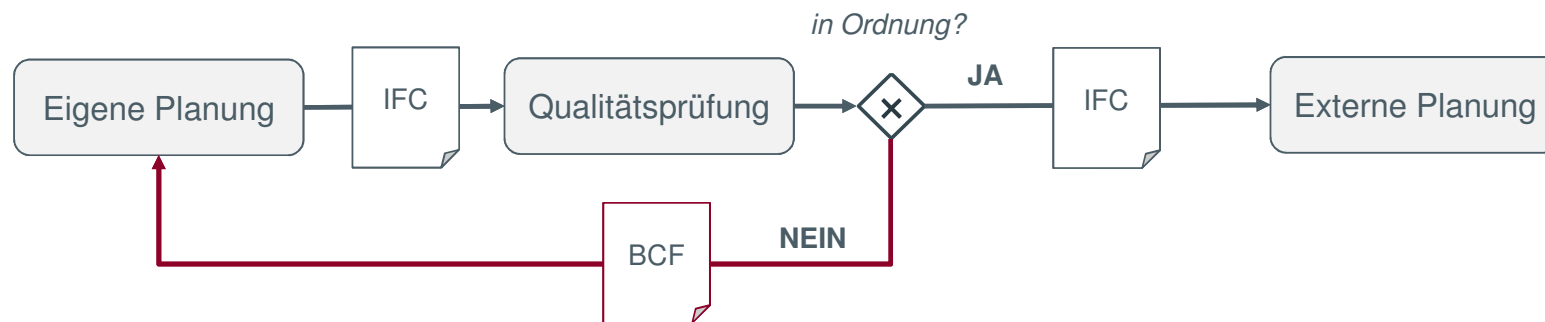 in Ordnung?
Eigene Planung
IFC
Qualitätsprüfung
JA
IFC
Externe Planung
BCF
NEIN